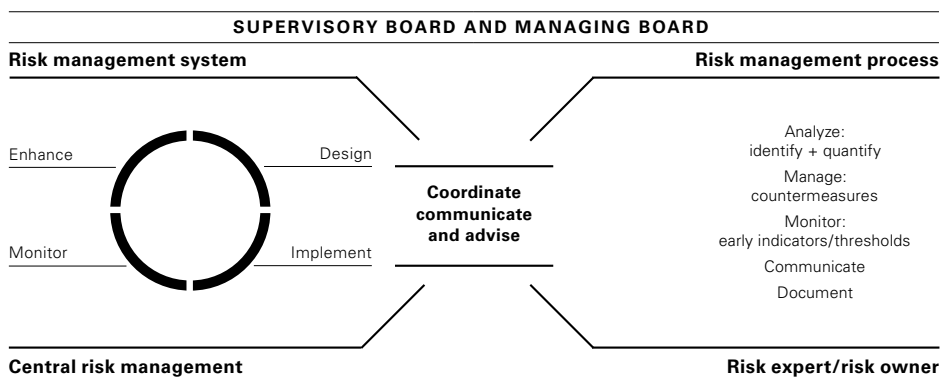 SUPERVISORY BOARD AND MANAGING BOARD
Risk management system
Risk management process
Enhance
Design
Monitor
Implement
Coordinate
communicate
and advise
Analyze:
identify + quantify
Manage:
countermeasures
Monitor:
early indicators/thresholds
Communicate
Document
Central risk management
Risk expert/risk owner